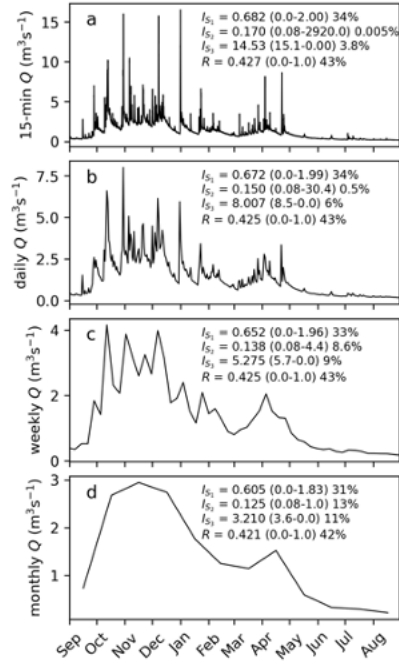 a
I_S₁ = 0.682 (0.0-2.00) 34%
I_S₂ = 0.170 (0.08-2920.0) 0.005%
I_S₃ = 14.53 (15.1-0.00) 3.8%
R = 0.427 (0.0-1.0) 43%
15-min Q (m³s⁻¹)
15
10
5
b
I_S₁ = 0.672 (0.0-1.99) 34%
I_S₂ = 0.150 (0.08-30.4) 0.5%
I_S₃ = 8.007 (8.5-0.0) 6%
R = 0.425 (0.0-1.0) 43%
daily Q (m³s⁻¹)
7.5
5.0
2.5
0.0
c
I_S₁ = 0.652 (0.0-1.96) 33%
I_S₂ = 0.138 (0.08-4.4) 8.6%
I_S₃ = 5.275 (5.7-0.0) 9%
R = 0.425 (0.0-1.0) 43%
weekly Q (m³s⁻¹)
4
2
0
d
I_S₁ = 0.605 (0.0-1.83) 31%
I_S₂ = 0.125 (0.08-1.0) 13%
I_S₃ = 3.210 (3.6-0.0) 11%
R = 0.421 (0.0-1.0) 42%
monthly Q (m³s⁻¹)
3
2
1
Sep Oct Nov Dec Jan Feb Mar Apr May Jun Jul Aug